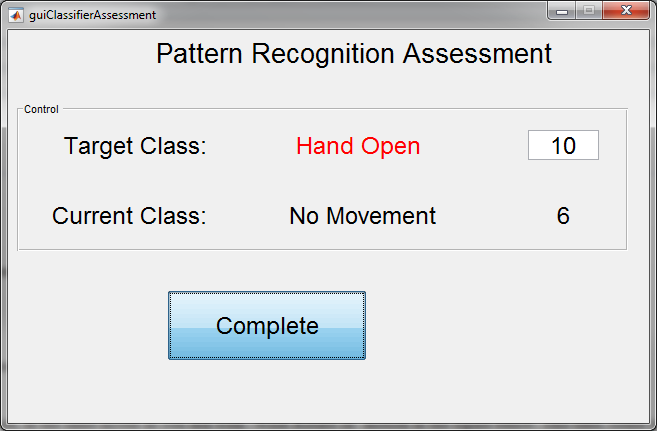 guiClassifierAssessment
Pattern Recognition Assessment
Control
Target Class: Hand Open 10
Current Class: No Movement 6
Complete